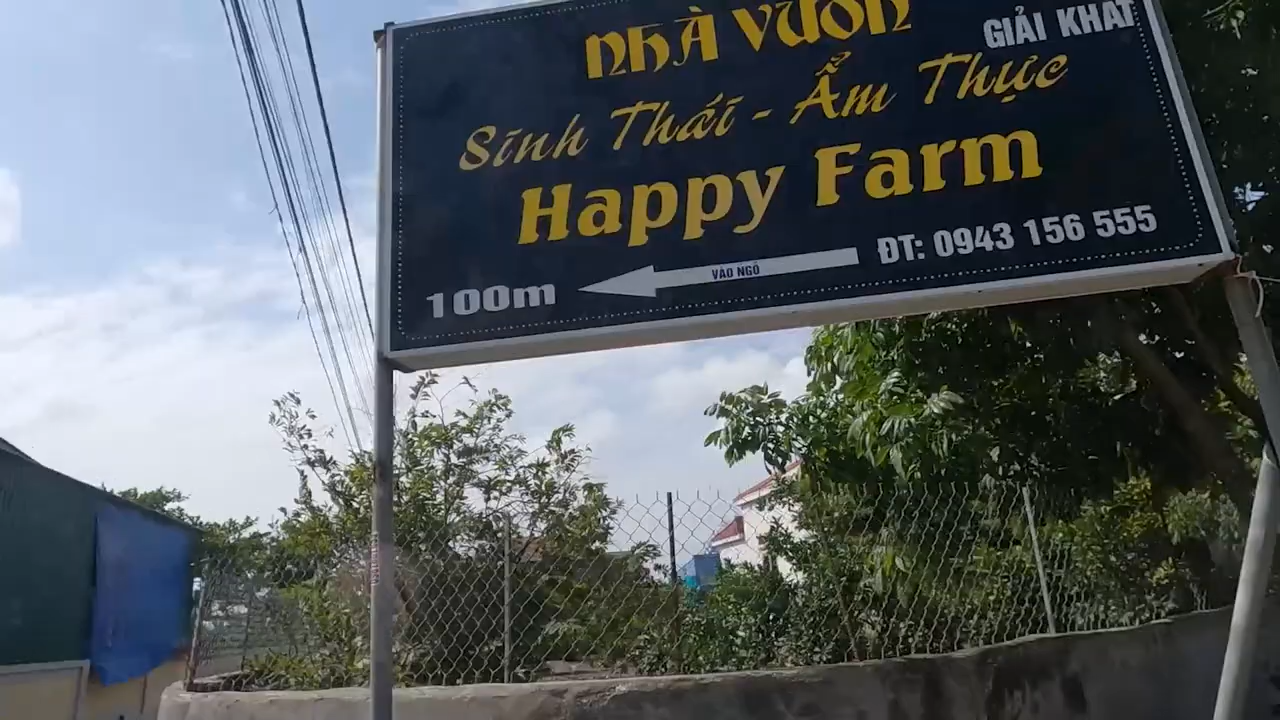 NHÀ VƯỜN
GIẢI KHÁT
Sinh Thái - Ẩm Thực
Happy Farm
ĐT: 0943 156 555
VÀO NGÕ
100m